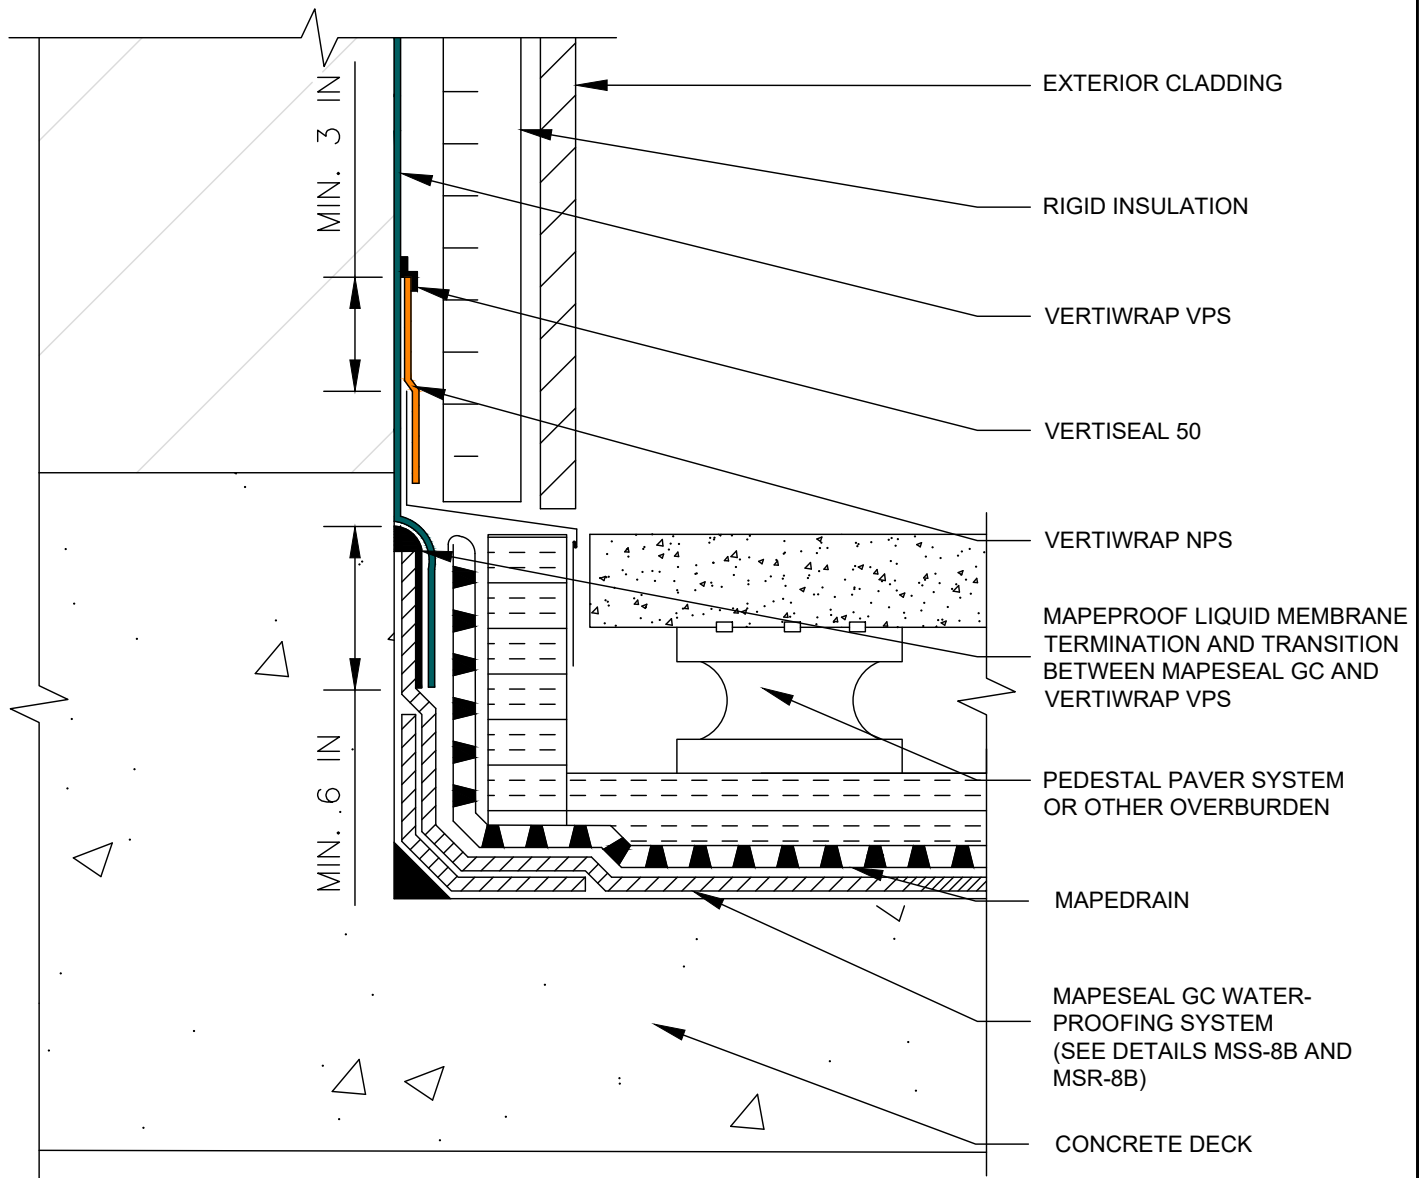 MIN. 3 IN
EXTERIOR CLADDING
RIGID INSULATION
VERTIWRAP VPS
VERTISEAL 50
VERTIWRAP NPS
MAPEPROOF LIQUID MEMBRANE
TERMINATION AND TRANSITION
BETWEEN MAPESEAL GC AND
VERTIWRAP VPS
MIN. 6 IN
PEDESTAL PAVER SYSTEM
OR OTHER OVERBURDEN
MAPEDRAIN
MAPESEAL GC WATER-
PROOFING SYSTEM
(SEE DETAILS MSS-8B AND
MSR-8B)
CONCRETE DECK